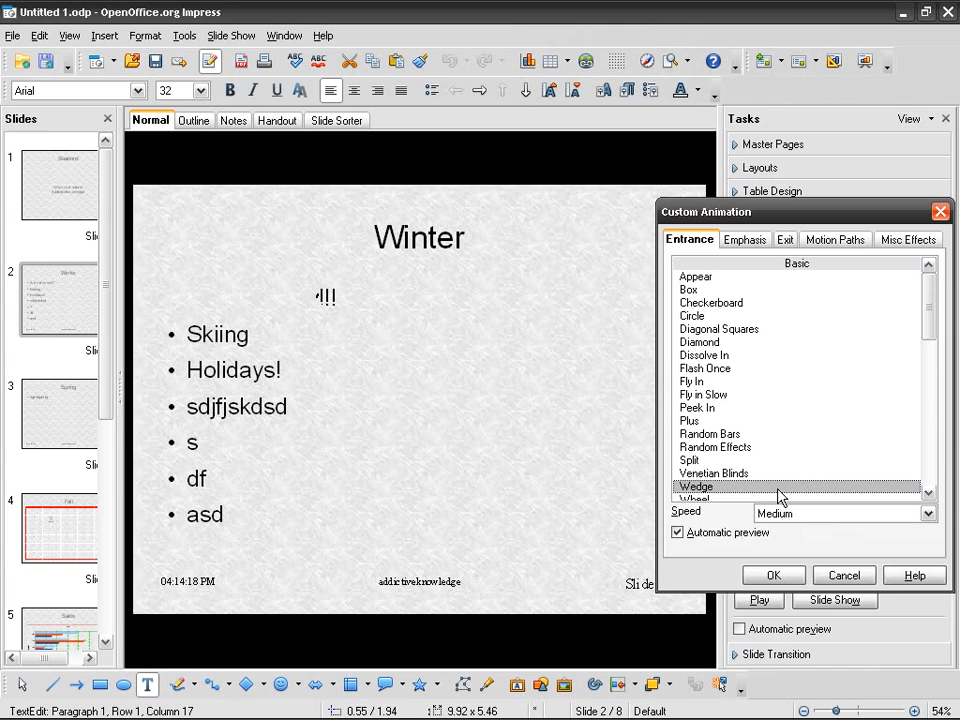 Untitled 1.odp - OpenOffice.org Impress
File Edit View Insert Format Tools Slide Show Window Help
Arial 32
Slides
Normal Outline Notes Handout Slide Sorter
Tasks View
Master Pages
Layouts
Table Design
1
2
3
4
5
Winter
!!!
• Skiing
• Holidays!
• sdjfjskdsd
• s
• df
• asd
04:14:18 PM addictiveknowledge Slide
Custom Animation
Entrance Emphasis Exit Motion Paths Misc Effects
Basic
Appear
Box
Checkerboard
Circle
Diagonal Squares
Diamond
Dissolve In
Flash Once
Fly In
Fly in Slow
Peek In
Plus
Random Bars
Random Effects
Split
Venetian Blinds
Wedge
Wheel
Speed Medium
Automatic preview
OK Cancel Help
Play Slide Show
Automatic preview
Slide Transition
TextEdit: Paragraph 1, Row 1, Column 17 0.55 / 1.94 9.92 x 5.46 * Slide 2 / 8 Default 54%